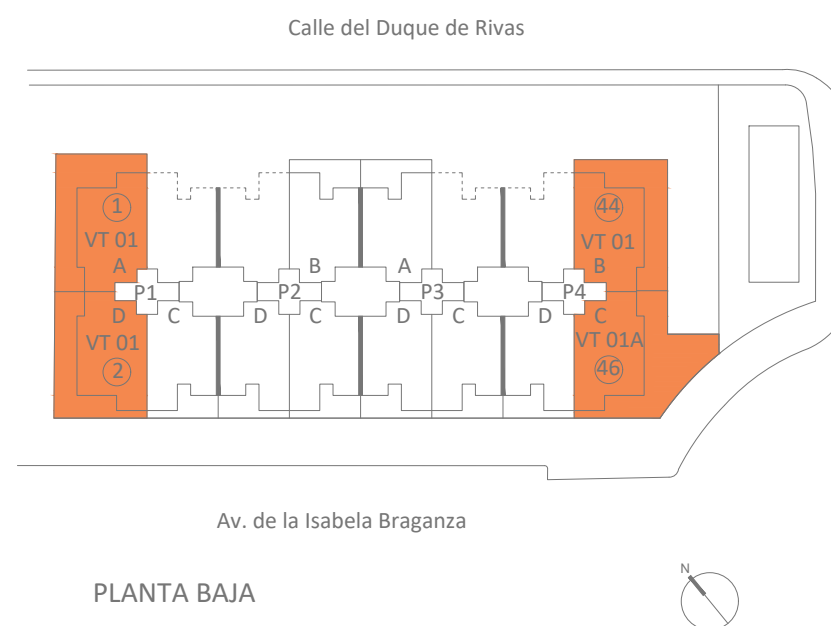 Calle del Duque de Rivas
1
44
VT 01
VT 01
A
B
A
B
P1
P2
P3
P4
D
C
D
C
D
C
D
C
VT 01
VT 01A
2
46
Av. de la Isabela Braganza
PLANTA BAJA
N